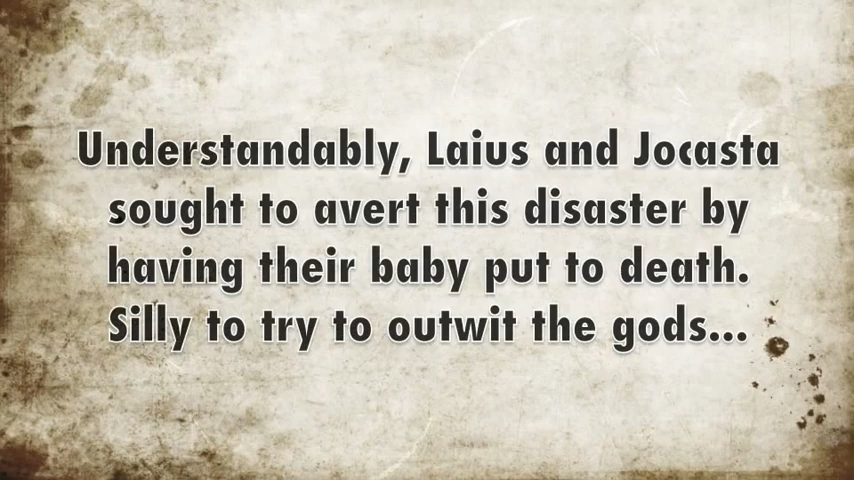 Understandably, Laius and Jocasta
sought to avert this disaster by
having their baby put to death.
Silly to try to outwit the gods...